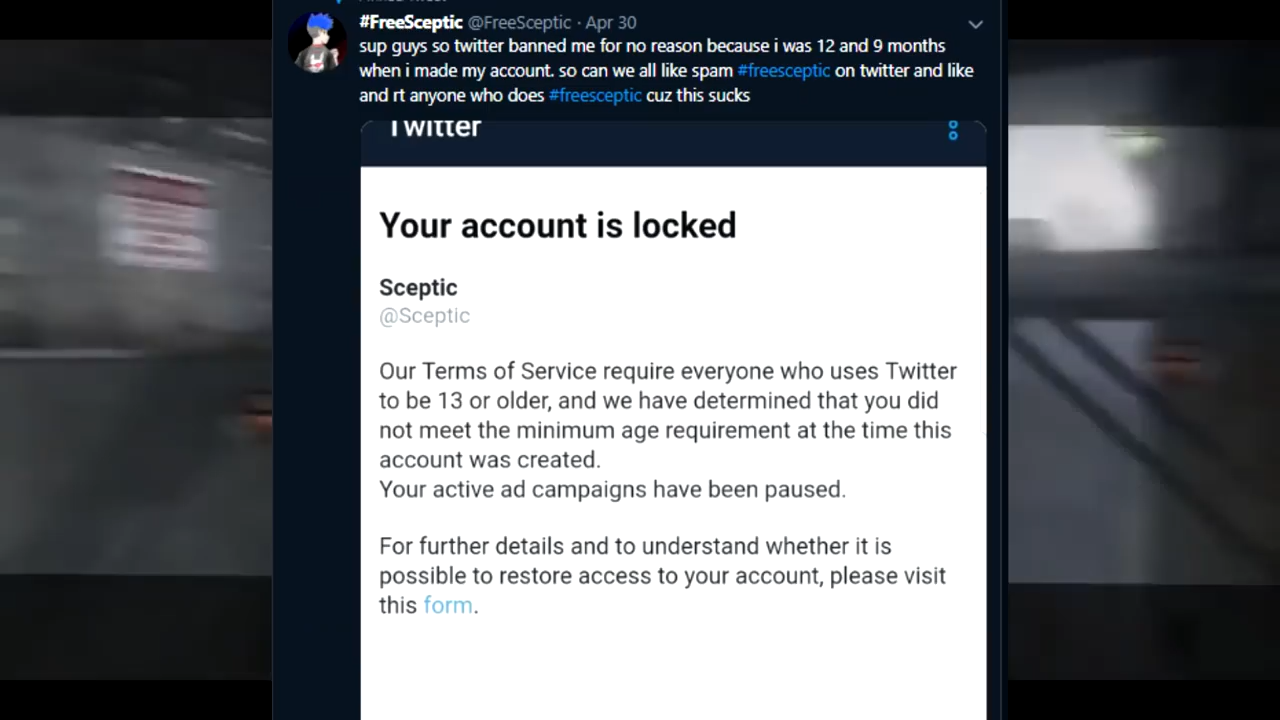 #FreeSceptic @FreeSceptic · Apr 30
sup guys so twitter banned me for no reason because i was 12 and 9 months
when i made my account. so can we all like spam #freesceptic on twitter and like
and rt anyone who does #freesceptic cuz this sucks
Twitter
Your account is locked
Sceptic
@Sceptic
Our Terms of Service require everyone who uses Twitter
to be 13 or older, and we have determined that you did
not meet the minimum age requirement at the time this
account was created.
Your active ad campaigns have been paused.
For further details and to understand whether it is
possible to restore access to your account, please visit
this form.